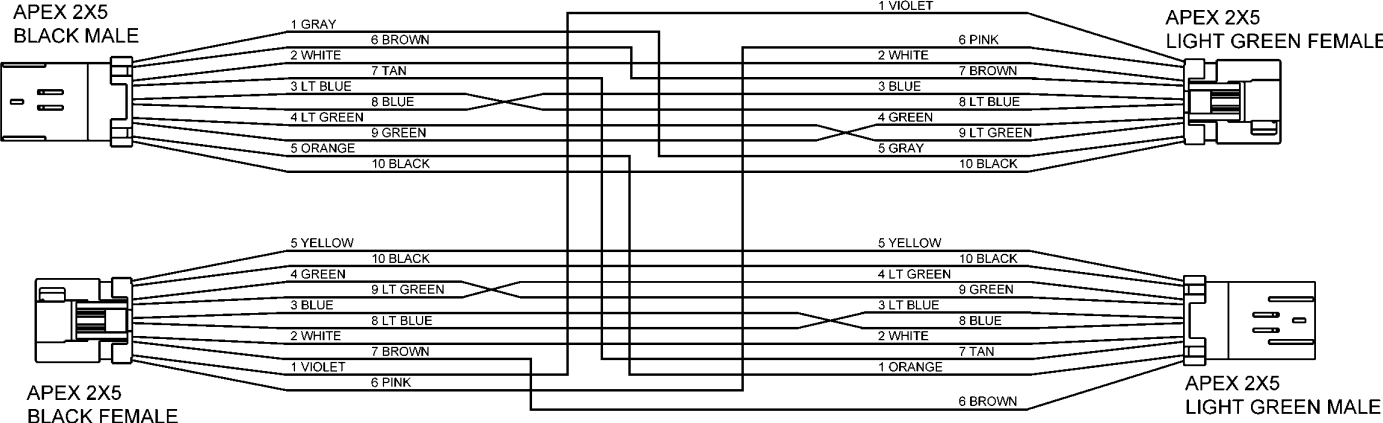 APEX 2X5
BLACK MALE
1 GRAY
6 BROWN
2 WHITE
7 TAN
3 LT BLUE
8 BLUE
4 LT GREEN
9 GREEN
5 ORANGE
10 BLACK
1 VIOLET
6 PINK
2 WHITE
7 BROWN
3 BLUE
8 LT BLUE
4 GREEN
9 LT GREEN
5 GRAY
10 BLACK
APEX 2X5
LIGHT GREEN FEMALE
5 YELLOW
10 BLACK
4 GREEN
9 LT GREEN
3 BLUE
8 LT BLUE
2 WHITE
7 BROWN
1 VIOLET
6 PINK
APEX 2X5
BLACK FEMALE
5 YELLOW
10 BLACK
4 LT GREEN
9 GREEN
3 LT BLUE
8 BLUE
2 WHITE
7 TAN
1 ORANGE
6 BROWN
APEX 2X5
LIGHT GREEN MALE